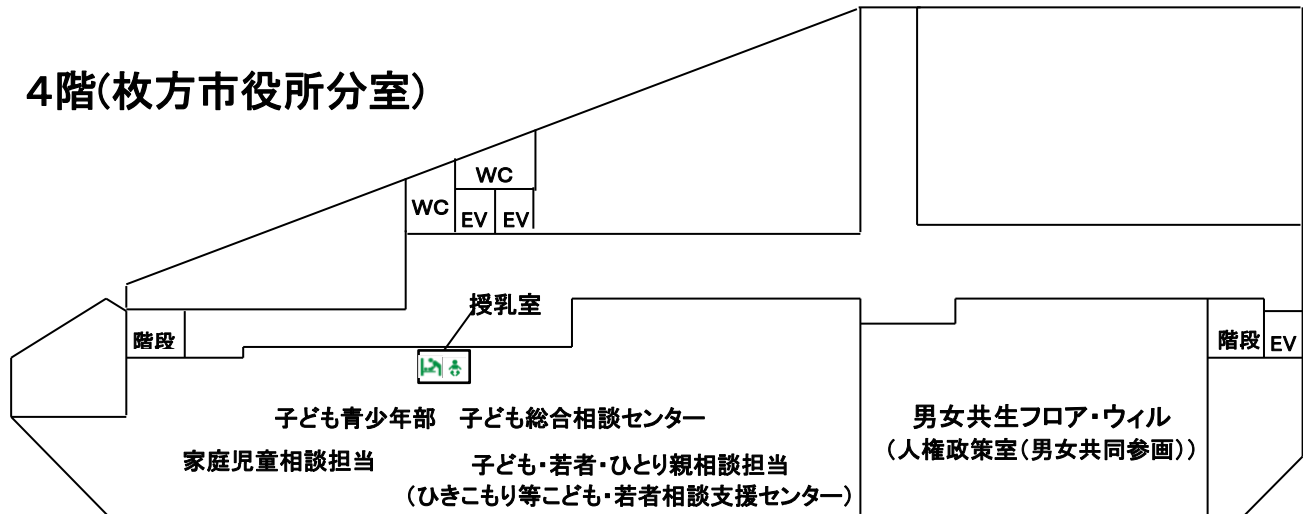 4階(枚方市役所分室)
WC
WC
EV
EV
授乳室
階段
階段
EV
子ども青少年部　子ども総合相談センター
家庭児童相談担当
子ども・若者・ひとり親相談担当
(ひきこもり等こども・若者相談支援センター)
男女共生フロア・ウィル
(人権政策室(男女共同参画))